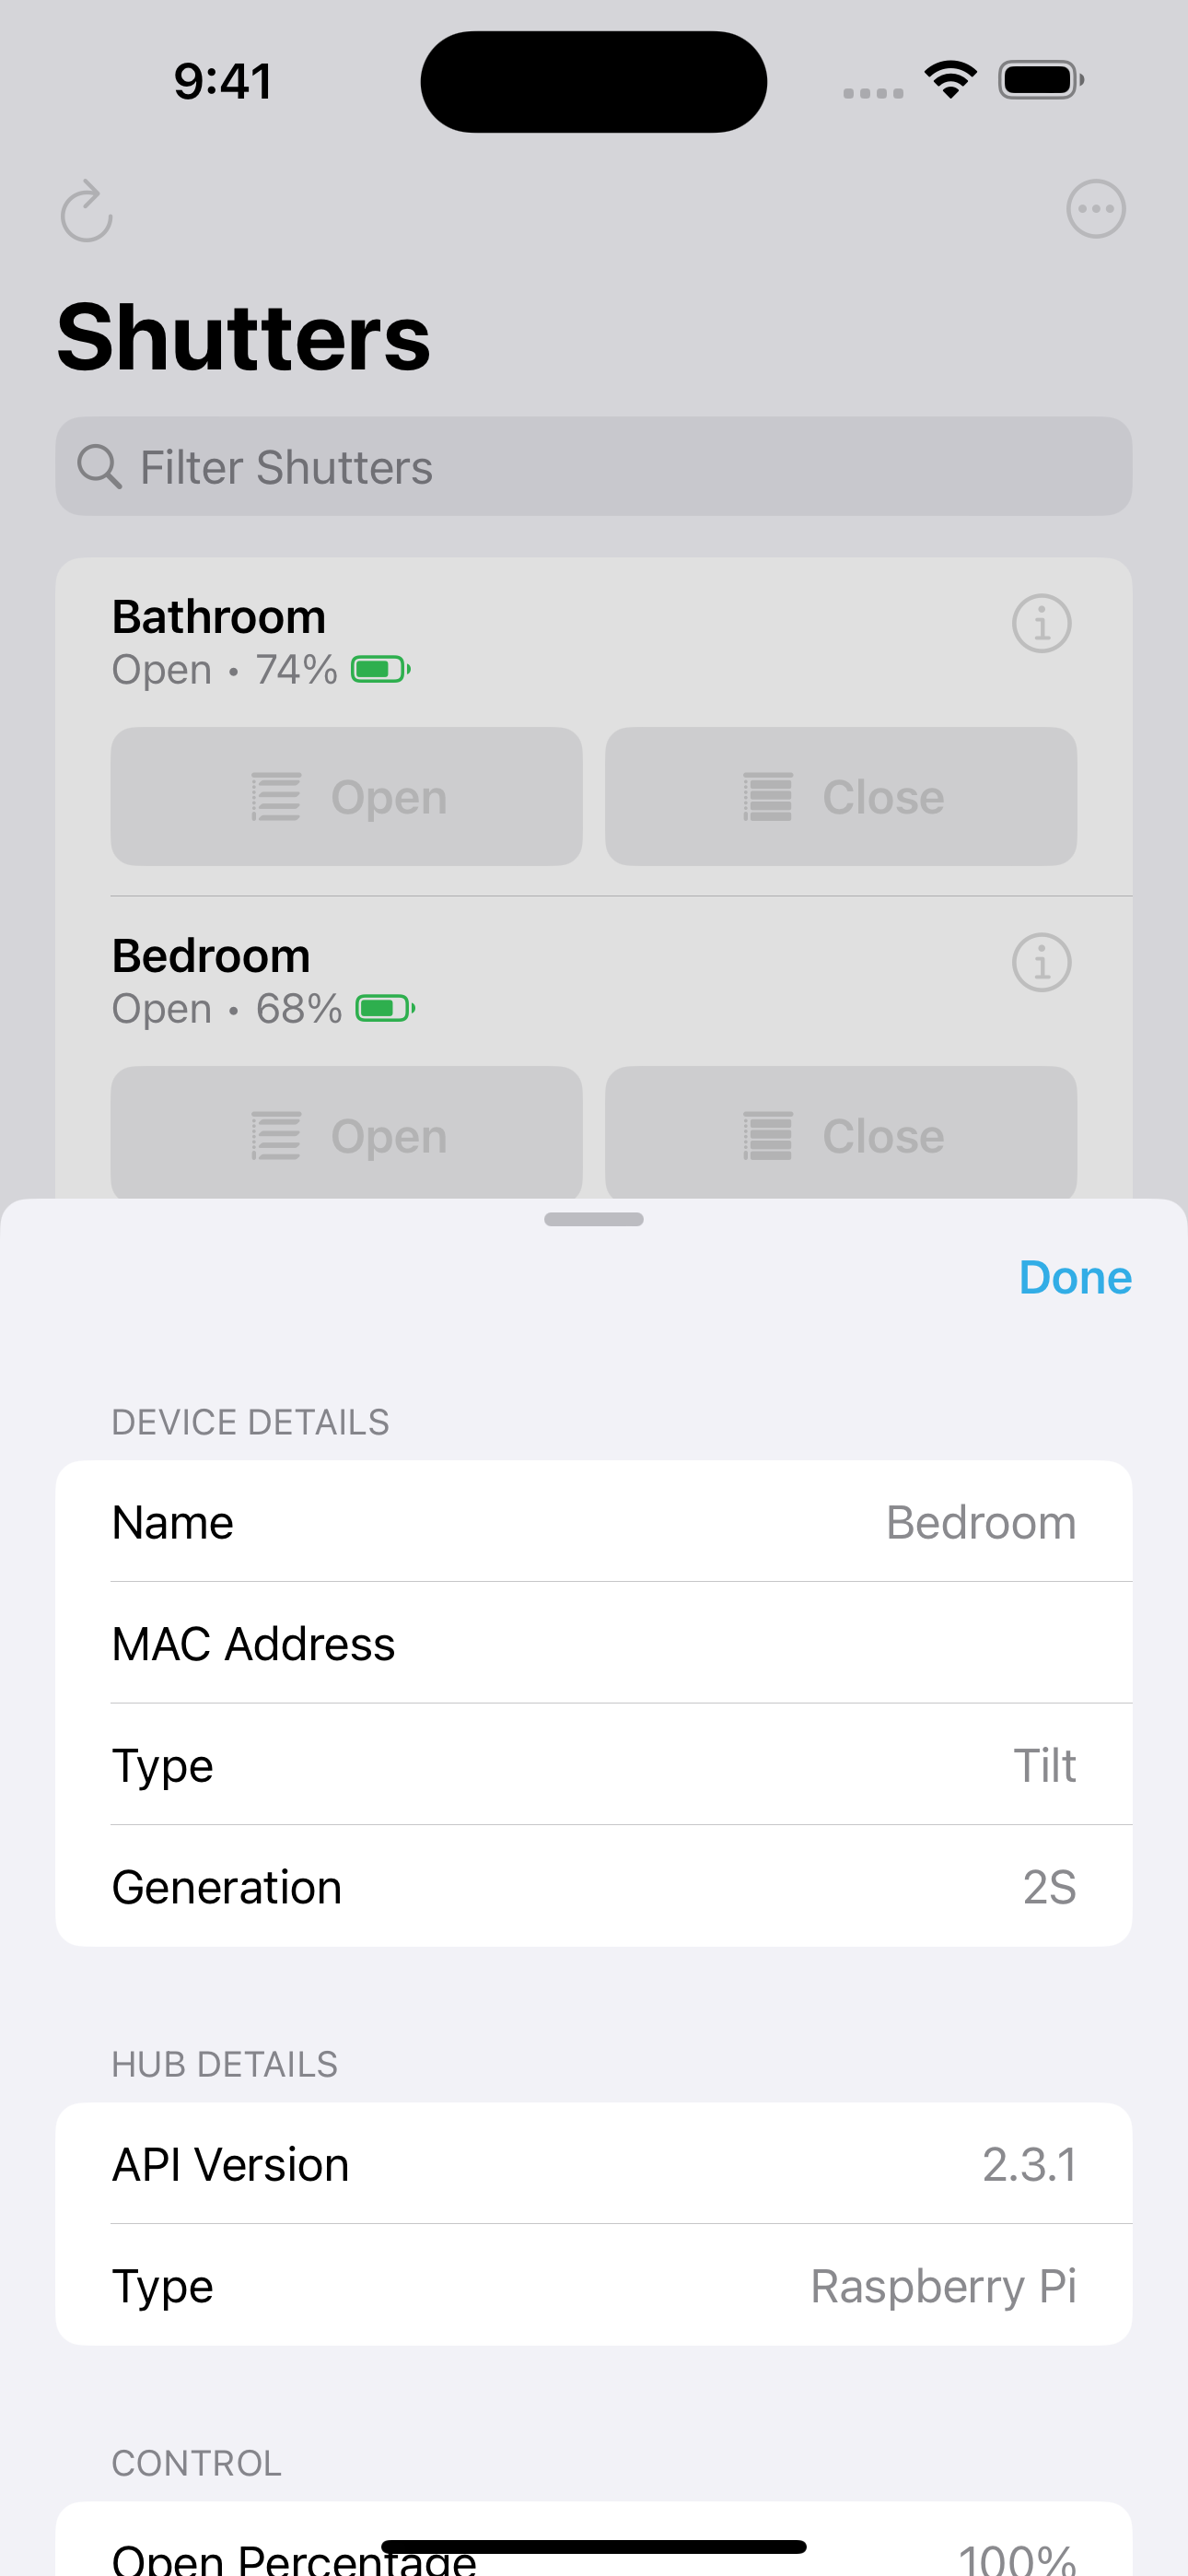 9:41
Shutters
Filter Shutters
Bathroom
Open • 74%
Open Close
Bedroom
Open • 68%
Open Close
Done
DEVICE DETAILS
Name Bedroom
MAC Address
Type Tilt
Generation 2S
HUB DETAILS
API Version 2.3.1
Type Raspberry Pi
CONTROL
Open Percentage 100%